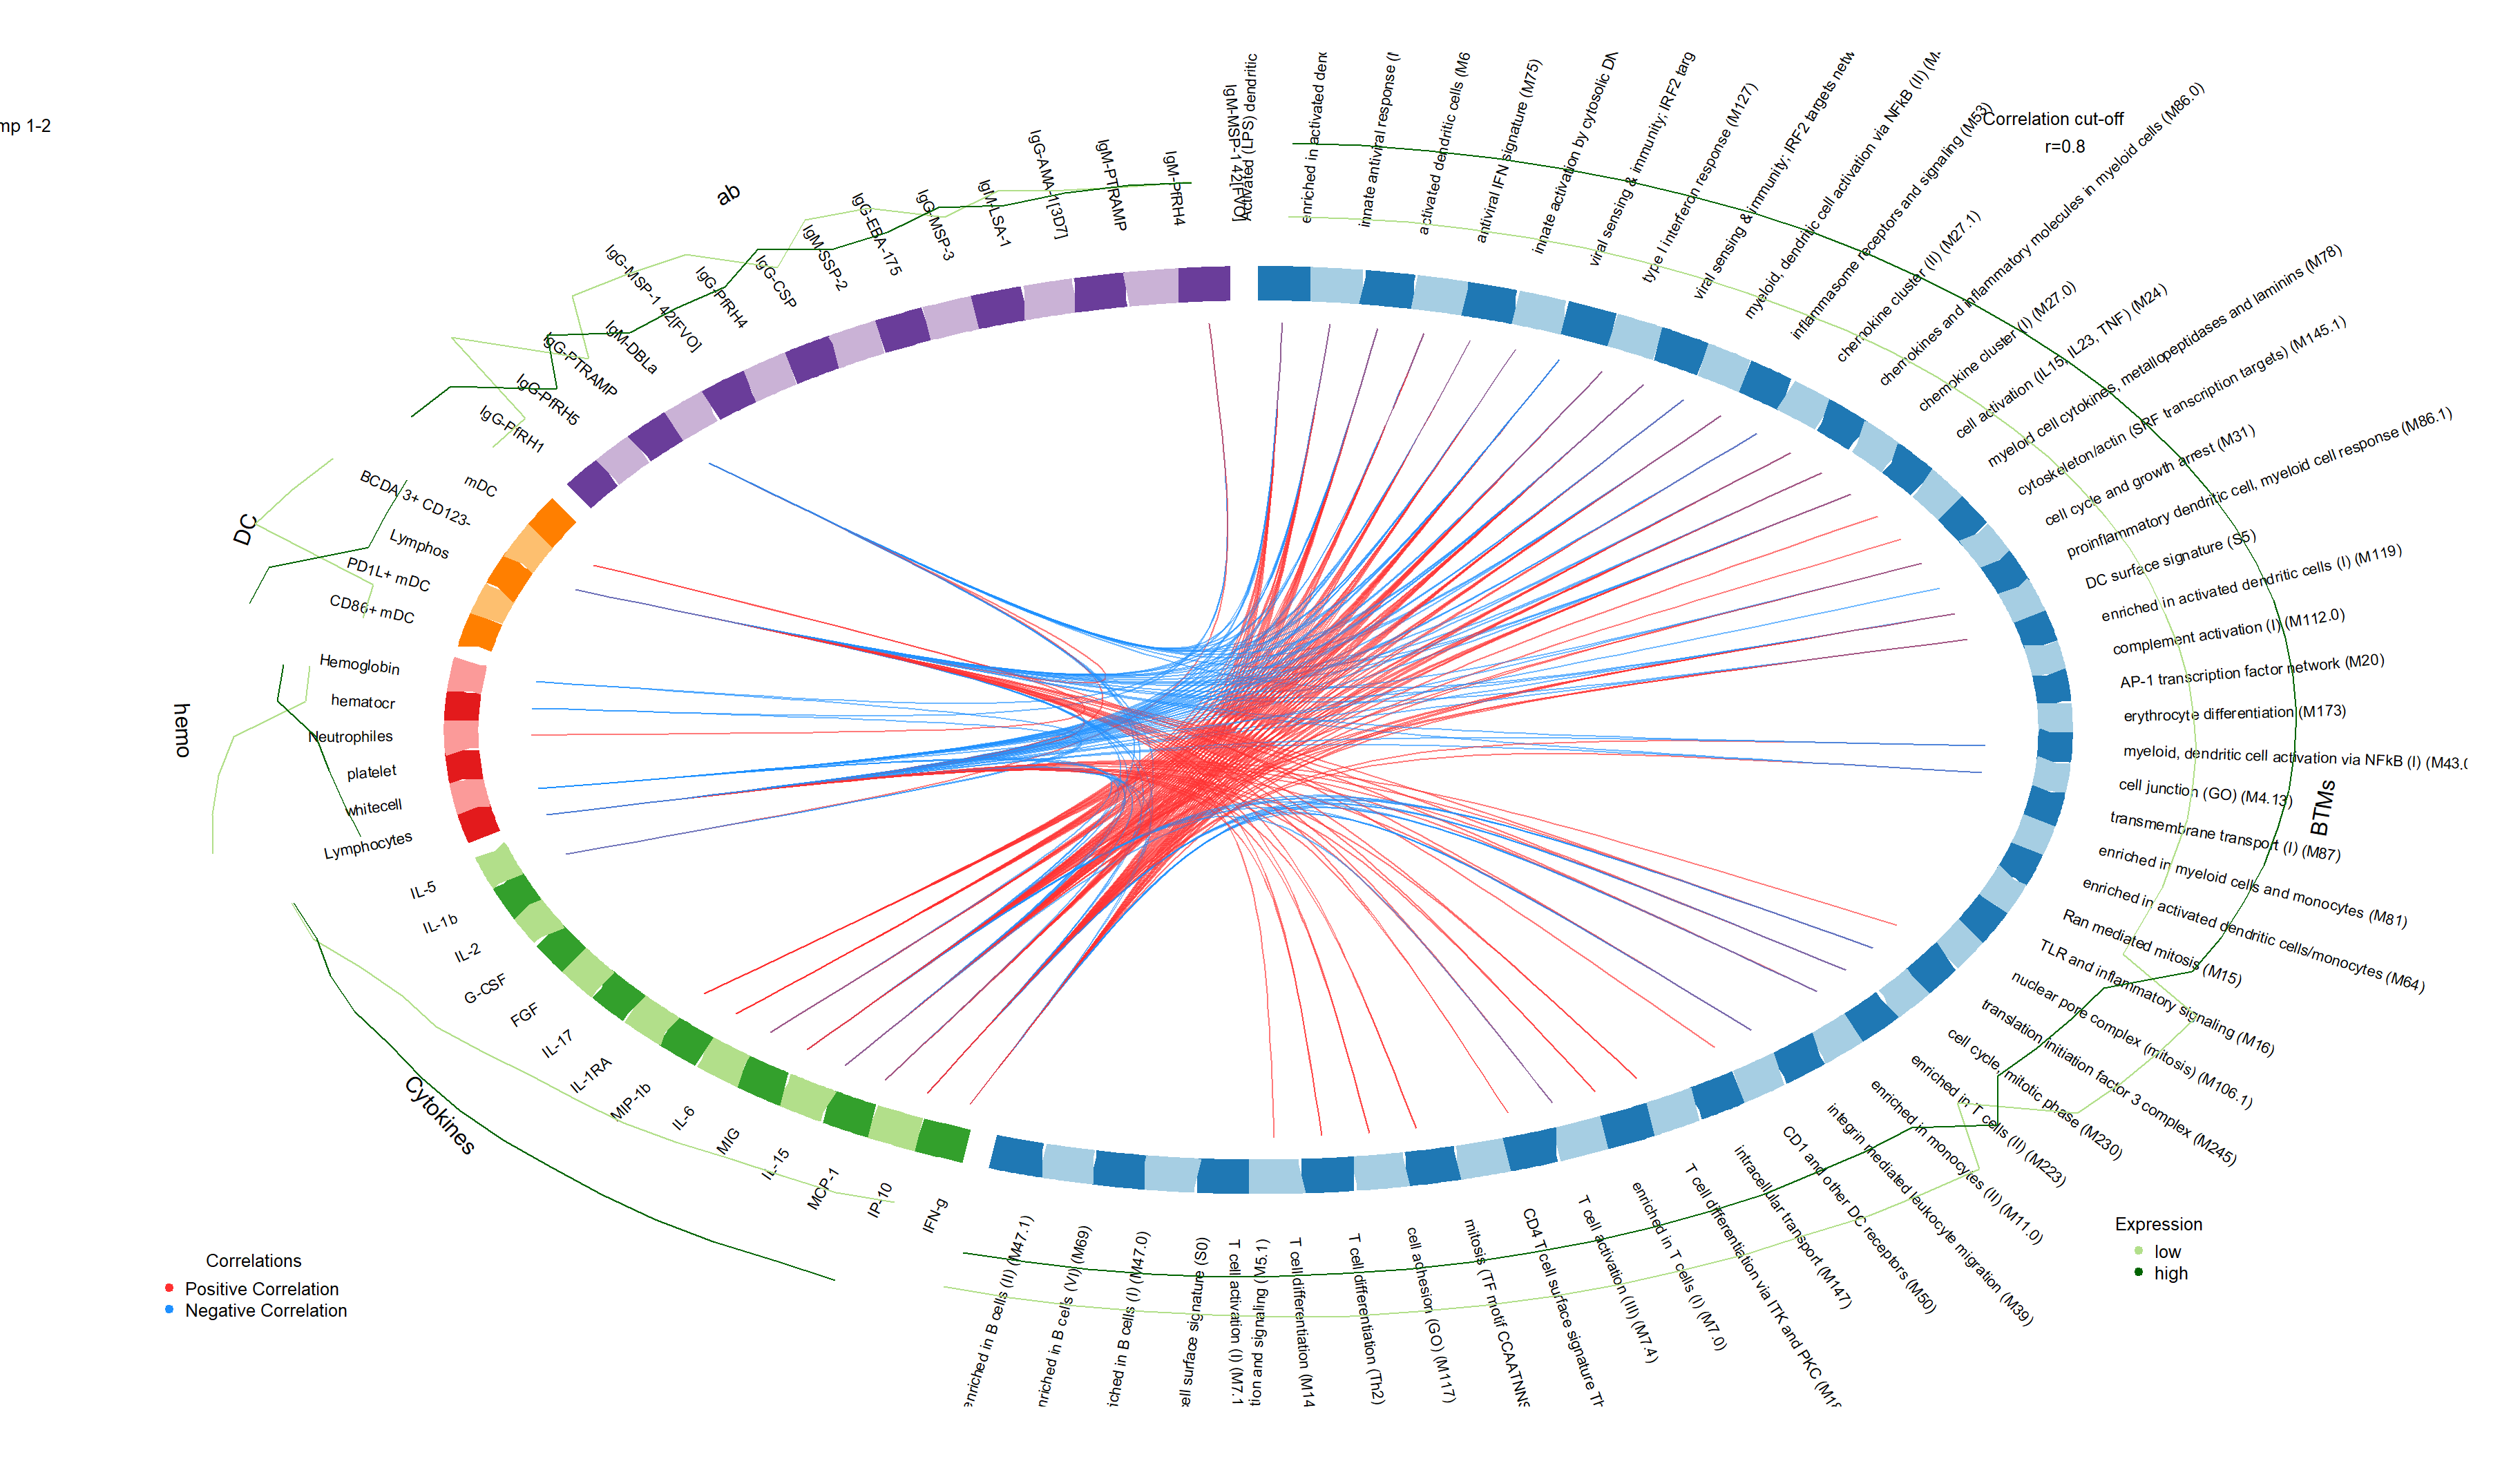 mp 1-2
Correlation cut-off
r=0.8
ab
DC
hemo
Cytokines
BTMs
IgG-PfRH1
IgG-PfRH5
IgG-PTRAMP
IgM-DBLa
IgG-MSP-1 42[FVO]
IgG-PfRH4
IgG-CSP
IgM-SSP-2
IgG-EBA-175
IgG-MSP-3
IgM-LSA-1
IgG-AMA-1[3D7]
IgM-PTRAMP
IgM-PfRH4
IgM-MSP-1 42[FVO]
Activated (LPS) dendritic
enriched in activated den
innate antiviral response (
activated dendritic cells (M6
antiviral IFN signature (M75)
innate activation by cytosolic DN
viral sensing & immunity; IRF2 targ
type I interferon response (M127)
viral sensing & immunity; IRF2 targets netw
myeloid, dendritic cell activation via NFkB (II) (M
inflammasome receptors and signaling (M53)
chemokine cluster (II) (M27.1)
chemokines and inflammatory molecules in myeloid cells (M86.0)
chemokine cluster (I) (M27.0)
cell activation (IL15, IL23, TNF) (M24)
myeloid cell cytokines, metallopeptidases and laminins (M78)
cytoskeleton/actin (SRF transcription targets) (M145.1)
cell cycle and growth arrest (M31)
proinflammatory dendritic cell, myeloid cell response (M86.1)
DC surface signature (S5)
enriched in activated dendritic cells (I) (M119)
complement activation (I) (M112.0)
AP-1 transcription factor network (M20)
erythrocyte differentiation (M173)
myeloid, dendritic cell activation via NFkB (I) (M43.0
cell junction (GO) (M4.13)
transmembrane transport (I) (M87)
enriched in myeloid cells and monocytes (M81)
enriched in activated dendritic cells/monocytes (M64)
Ran mediated mitosis (M15)
TLR and inflammatory signaling (M16)
nuclear pore complex (mitosis) (M106.1)
translation initiation factor 3 complex (M245)
cell cycle, mitotic phase (M230)
enriched in T cells (II) (M223)
enriched in monocytes (II) (M11.0)
integrin mediated leukocyte migration (M39)
CD1 and other DC receptors (M50)
intracellular transport (M147)
T cell differentiation via ITK and PKC (M18
enriched in T cells (I) (M7.0)
T cell activation (III) (M7.4)
CD4 T cell surface signature Th
mitosis (TF motif CCAATNNS
cell adhesion (GO) (M117)
T cell differentiation (Th2)
T cell differentiation (M14
tion and signaling (M5.1)
T cell activation (I) (M7.1
cell surface signature (S0)
riched in B cells (I) (M47.0)
nriched in B cells (VI) (M69)
enriched in B cells (II) (M47.1)
mDC
BCDA 3+ CD123-
Lymphos
PD1L+ mDC
CD86+ mDC
Hemoglobin
hematocr
Neutrophiles
platelet
whitecell
Lymphocytes
IL-5
IL-1b
IL-2
G-CSF
FGF
IL-17
IL-1RA
MIP-1b
IL-6
MIG
IL-15
MCP-1
IP-10
IFN-g
Correlations
Positive Correlation
Negative Correlation
Expression
low
high